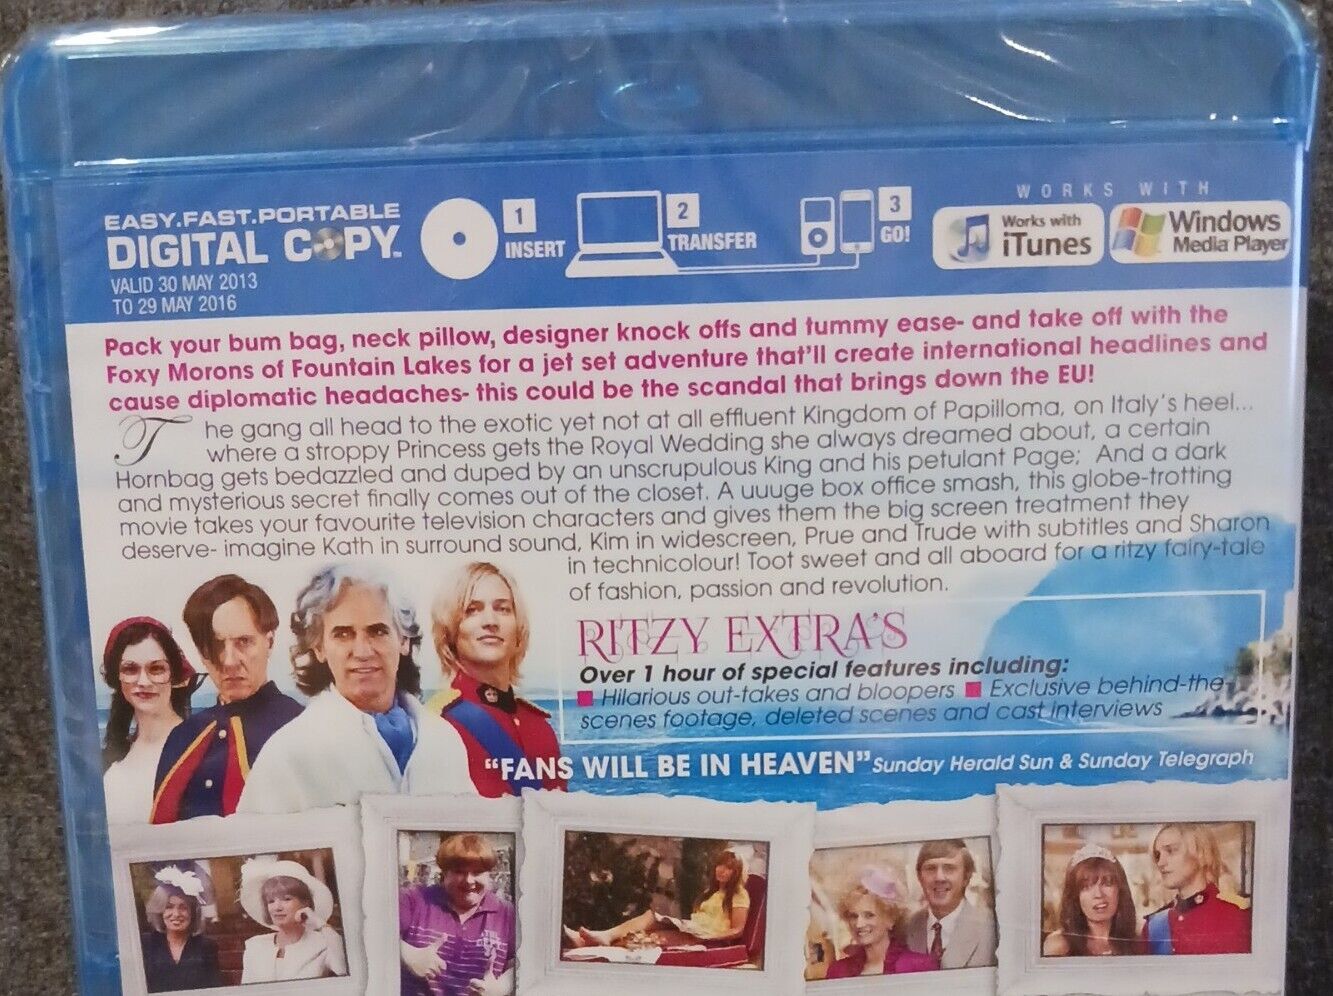 WORKS WITH
EASY.FAST.PORTABLE
DIGITAL COPY™
VALID 30 MAY 2013
TO 29 MAY 2016
1
INSERT
2
TRANSFER
3
GO!
Works with
iTunes
Windows
Media Player
Pack your bum bag, neck pillow, designer knock offs and tummy ease- and take off with the
Foxy Morons of Fountain Lakes for a jet set adventure that'll create international headlines and
cause diplomatic headaches- this could be the scandal that brings down the EU!
The gang all head to the exotic yet not at all effluent Kingdom of Papilloma, on Italy's heel...
where a stroppy Princess gets the Royal Wedding she always dreamed about, a certain
Hornbag gets bedazzled and duped by an unscrupulous King and his petulant Page; And a dark
and mysterious secret finally comes out of the closet. A uuuge box office smash, this globe-trotting
movie takes your favourite television characters and gives them the big screen treatment they
deserve- imagine Kath in surround sound, Kim in widescreen, Prue and Trude with subtitles and Sharon
in technicolour! Toot sweet and all aboard for a ritzy fairy-tale
of fashion, passion and revolution.
RITZY EXTRA'S
Over 1 hour of special features including:
■ Hilarious out-takes and bloopers ■ Exclusive behind-the-
scenes footage, deleted scenes and cast interviews
"FANS WILL BE IN HEAVEN" Sunday Herald Sun & Sunday Telegraph